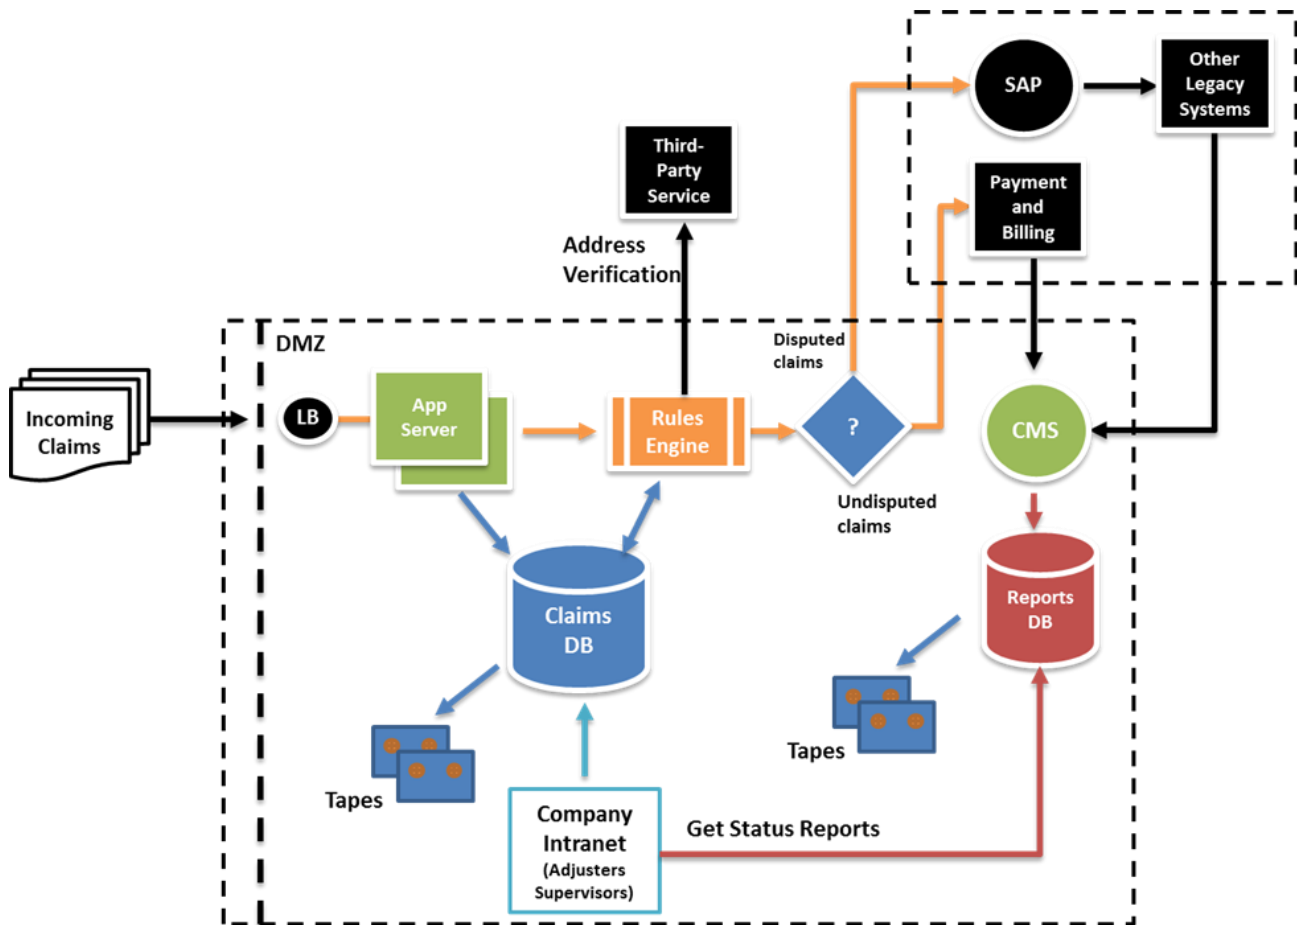 SAP
Other
Legacy
Systems
Third-
Party
Service
Payment
and
Billing
Address
Verification
DMZ
Disputed
claims
Incoming
Claims
LB
App
Server
Rules
Engine
?
CMS
Undisputed
claims
Claims
DB
Reports
DB
Tapes
Tapes
Company
Intranet
(Adjusters
Supervisors)
Get Status Reports